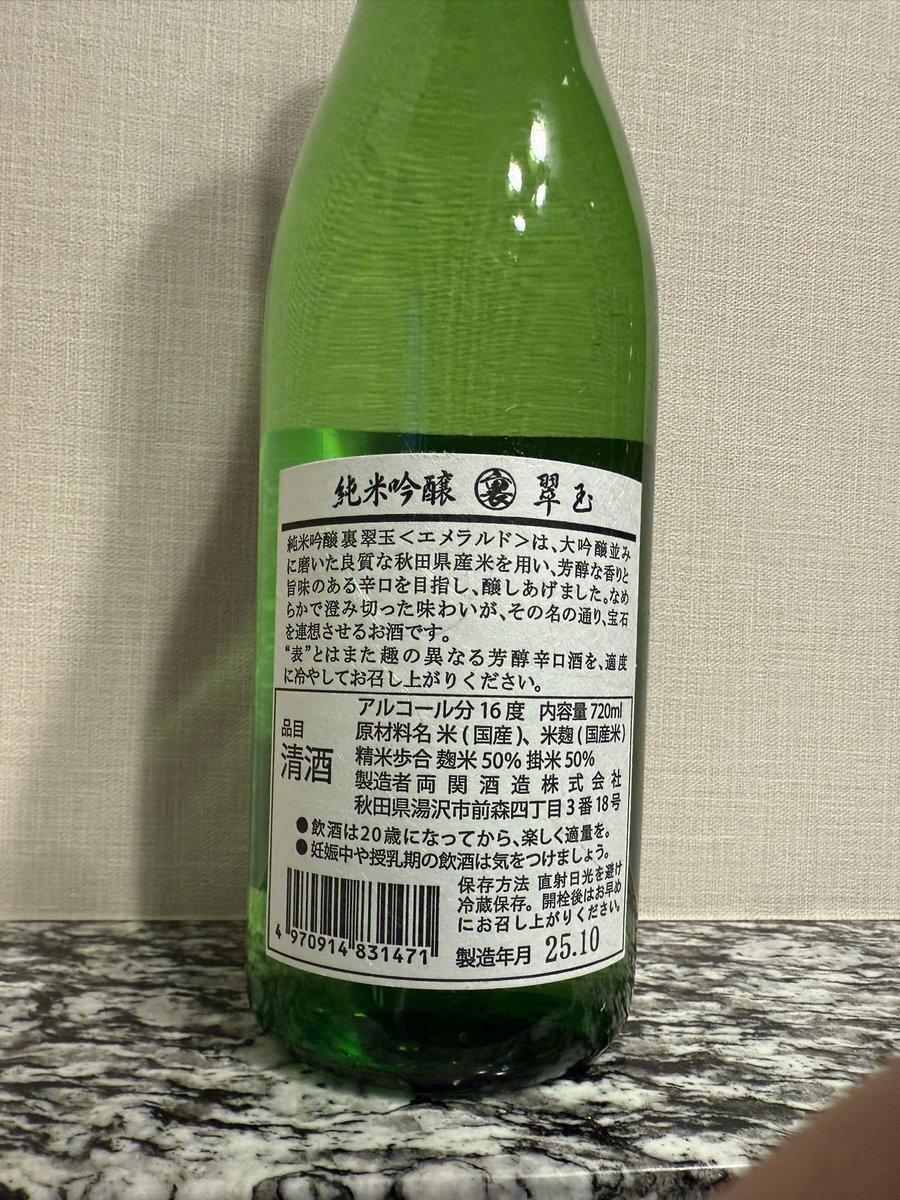 純米吟醸 裏 翠玉
純米吟醸裏翠玉<エメラルド>は、大吟醸並み
に磨いた良質な秋田県産米を用い、芳醇な香りと
旨味のある辛口を目指し、醸しあげました。なめ
らかで澄み切った味わいが、その名の通り、宝石
を連想させるお酒です。
“表”とはまた趣の異なる芳醇辛口酒を、適度
に冷やしてお召し上がりください。
品目
清酒
アルコール分 16 度 内容量 720ml
原材料名 米 (国産)、米麹 (国産米)
精米歩合 麹米 50% 掛米 50%
製造者 両関酒造株式会社
秋田県湯沢市前森四丁目3番18号
●飲酒は20歳になってから、楽しく適量を。
●妊娠中や授乳期の飲酒は気をつけましょう。
保存方法 直射日光を避け
冷蔵保存。開栓後はお早め
にお召し上がりください。
4 970914 831471
製造年月 25.10